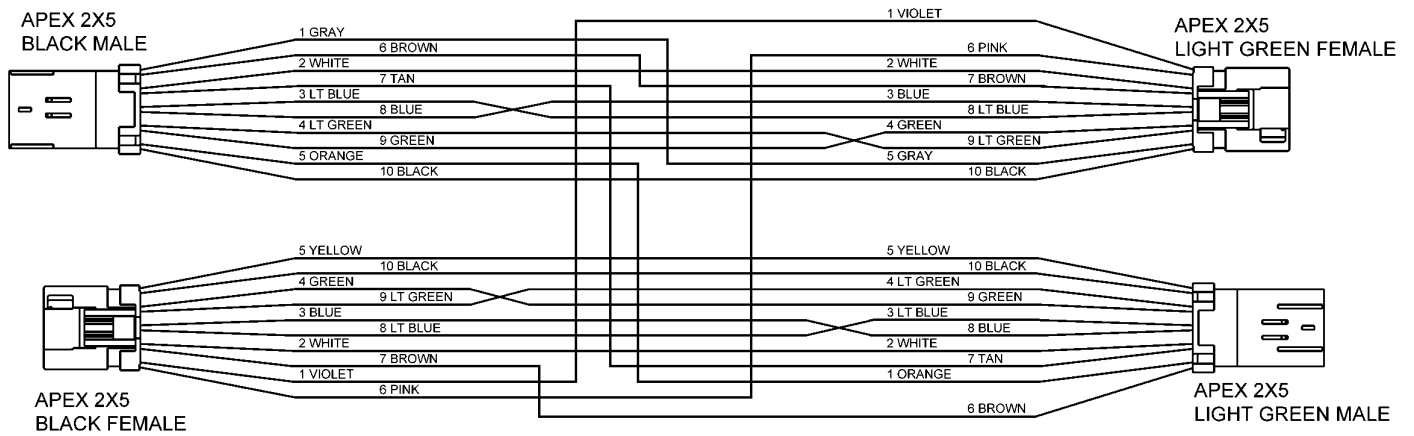 APEX 2X5
BLACK MALE
1 GRAY
6 BROWN
2 WHITE
7 TAN
3 LT BLUE
8 BLUE
4 LT GREEN
9 GREEN
5 ORANGE
10 BLACK
1 VIOLET
6 PINK
2 WHITE
7 BROWN
3 BLUE
8 LT BLUE
4 GREEN
9 LT GREEN
5 GRAY
10 BLACK
APEX 2X5
LIGHT GREEN FEMALE
5 YELLOW
10 BLACK
4 GREEN
9 LT GREEN
3 BLUE
8 LT BLUE
2 WHITE
7 BROWN
1 VIOLET
6 PINK
APEX 2X5
BLACK FEMALE
5 YELLOW
10 BLACK
4 LT GREEN
9 GREEN
3 LT BLUE
8 BLUE
2 WHITE
7 TAN
1 ORANGE
6 BROWN
APEX 2X5
LIGHT GREEN MALE